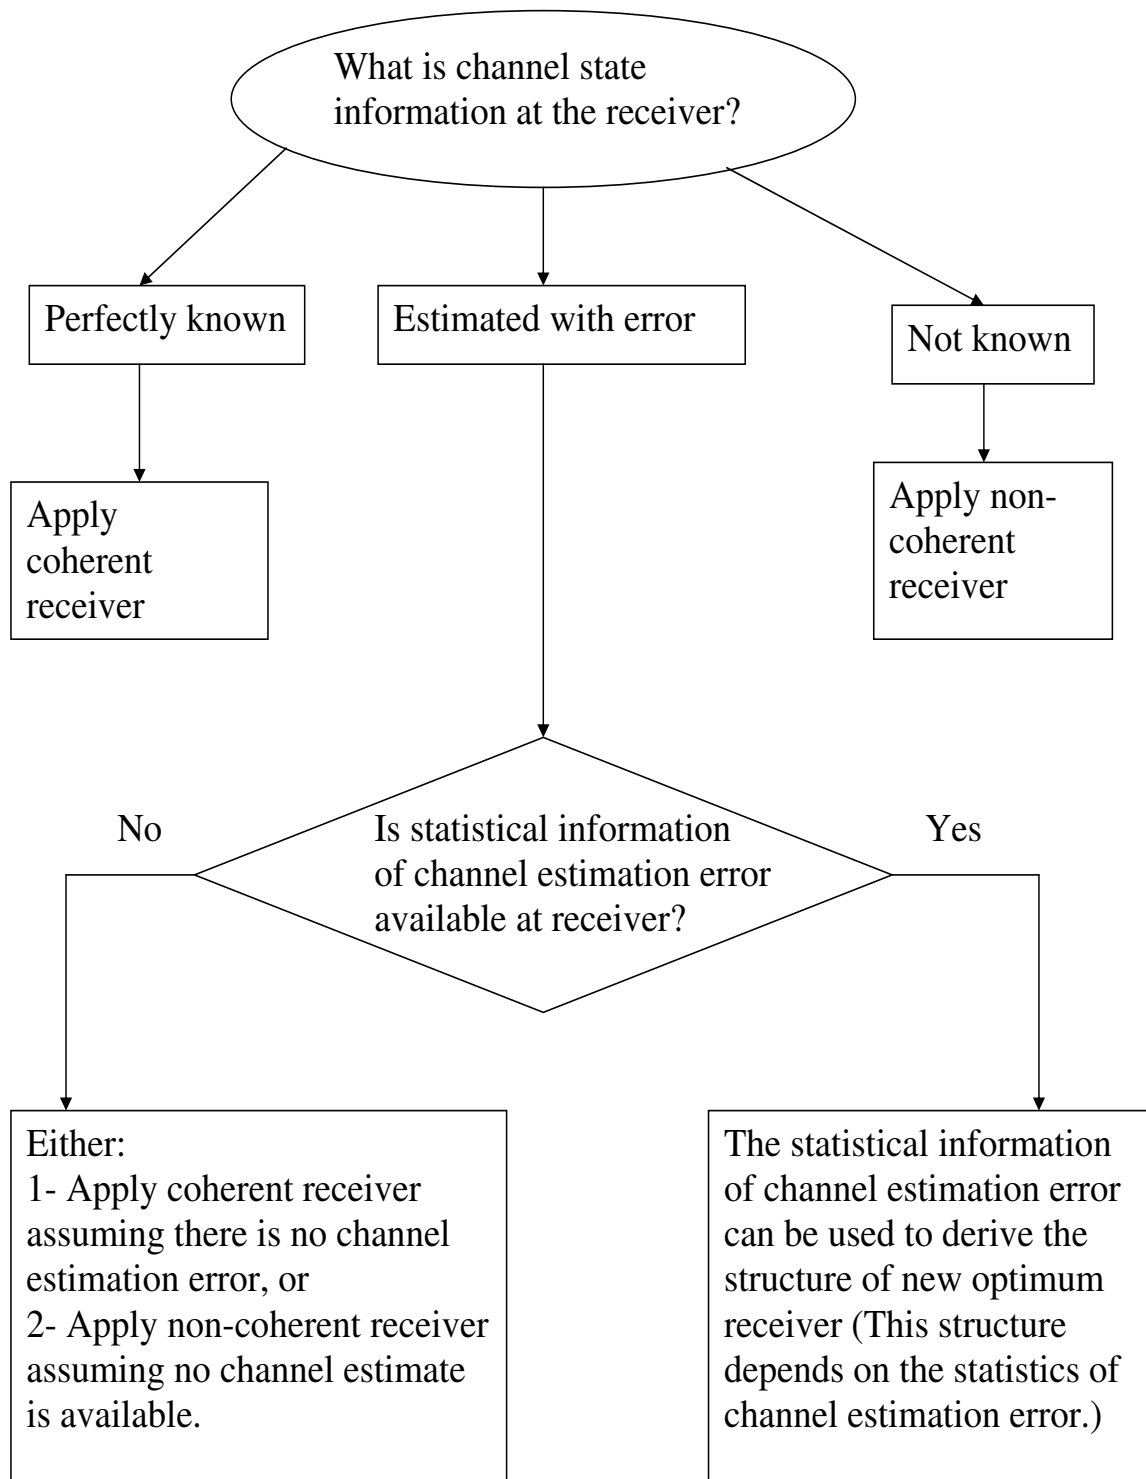 What is channel state
information at the receiver?
Perfectly known
Estimated with error
Not known
Apply
coherent
receiver
Apply non-
coherent
receiver
No
Is statistical information
of channel estimation error
available at receiver?
Yes
Either:
1- Apply coherent receiver
assuming there is no channel
estimation error, or
2- Apply non-coherent receiver
assuming no channel estimate
is available.
The statistical information
of channel estimation error
can be used to derive the
structure of new optimum
receiver (This structure
depends on the statistics of
channel estimation error.)